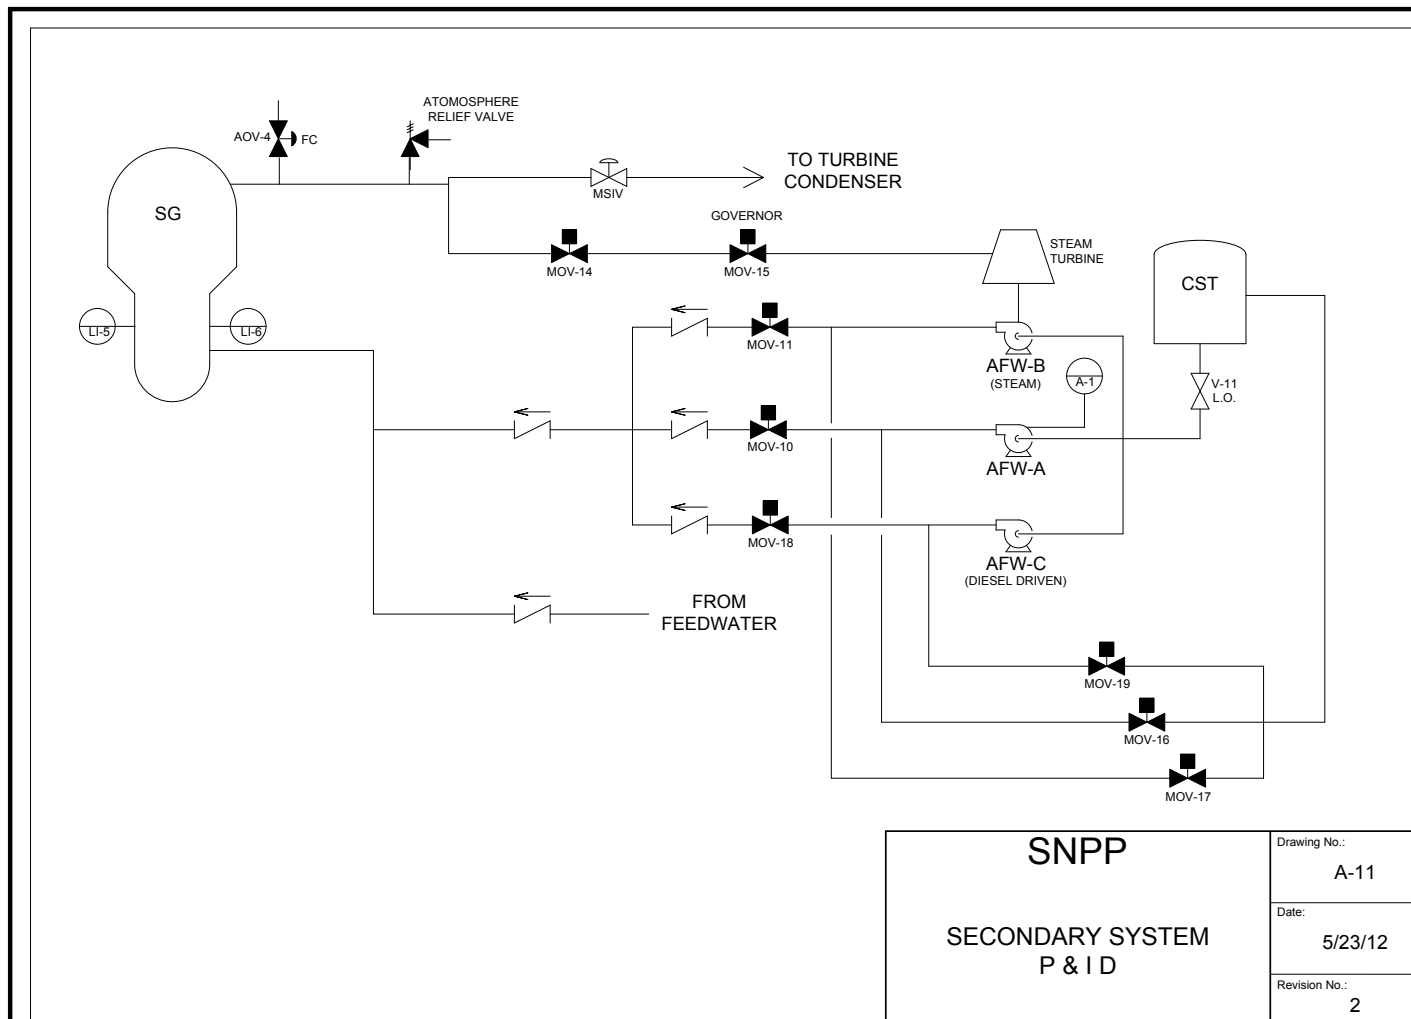 ATOMOSPHERE
RELIEF VALVE
AOV-4
FC
TO TURBINE
CONDENSER
MSIV
SG
GOVERNOR
STEAM
TURBINE
MOV-14
MOV-15
CST
LI-5
LI-6
MOV-11
AFW-B
(STEAM)
A-1
V-11
L.O.
MOV-10
AFW-A
MOV-18
AFW-C
(DIESEL DRIVEN)
FROM
FEEDWATER
MOV-19
MOV-16
MOV-17
SNPP
SECONDARY SYSTEM
P & I D
Drawing No.:
A-11
Date:
5/23/12
Revision No.:
2